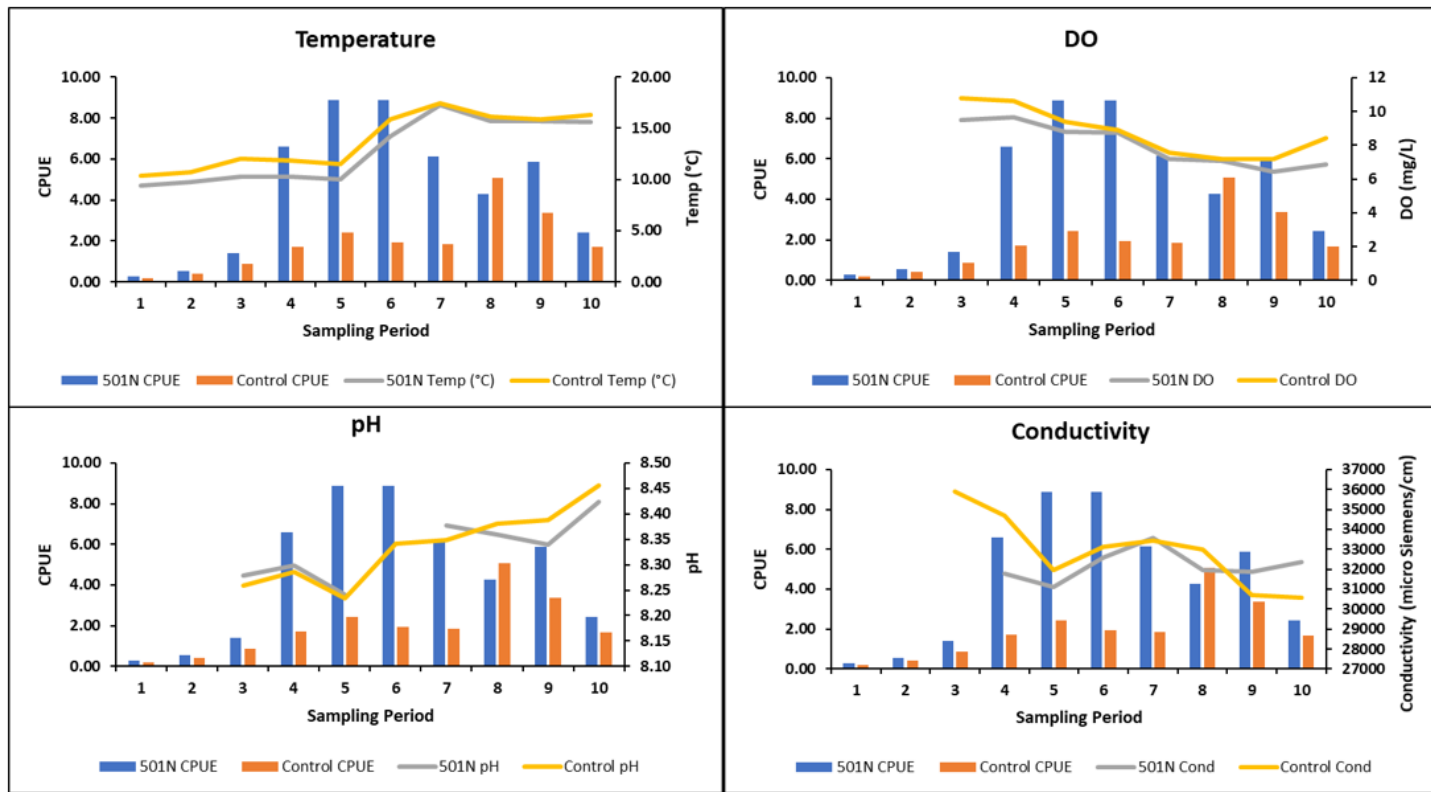 Temperature
10.00
8.00
6.00
4.00
2.00
0.00
CPUE
20.00
15.00
10.00
5.00
0.00
Temp (°C)
1 2 3 4 5 6 7 8 9 10
Sampling Period
501N CPUE Control CPUE 501N Temp (°C) Control Temp (°C)
DO
10.00
8.00
6.00
4.00
2.00
0.00
CPUE
12
10
8
6
4
2
0
DO (mg/L)
1 2 3 4 5 6 7 8 9 10
Sampling Period
501N CPUE Control CPUE 501N DO Control DO
pH
10.00
8.00
6.00
4.00
2.00
0.00
CPUE
8.50
8.45
8.40
8.35
8.30
8.25
8.20
8.15
8.10
pH
1 2 3 4 5 6 7 8 9 10
Sampling Period
501N CPUE Control CPUE 501N pH Control pH
Conductivity
10.00
8.00
6.00
4.00
2.00
0.00
CPUE
37000
36000
35000
34000
33000
32000
31000
30000
29000
28000
27000
Conductivity (micro Siemens/cm)
1 2 3 4 5 6 7 8 9 10
Sampling Period
501N CPUE Control CPUE 501N Cond Control Cond